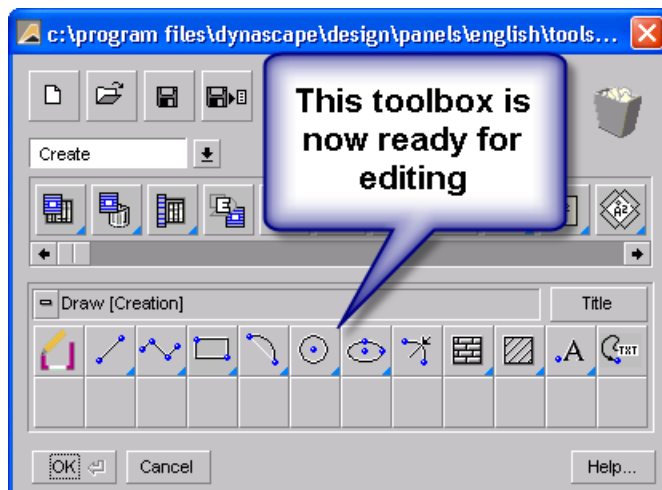 c:\program files\dynascape\design\panels\english\tools...
This toolbox is
now ready for
editing
Create
Draw [Creation]
Title
.A
TXT
OK
Cancel
Help...